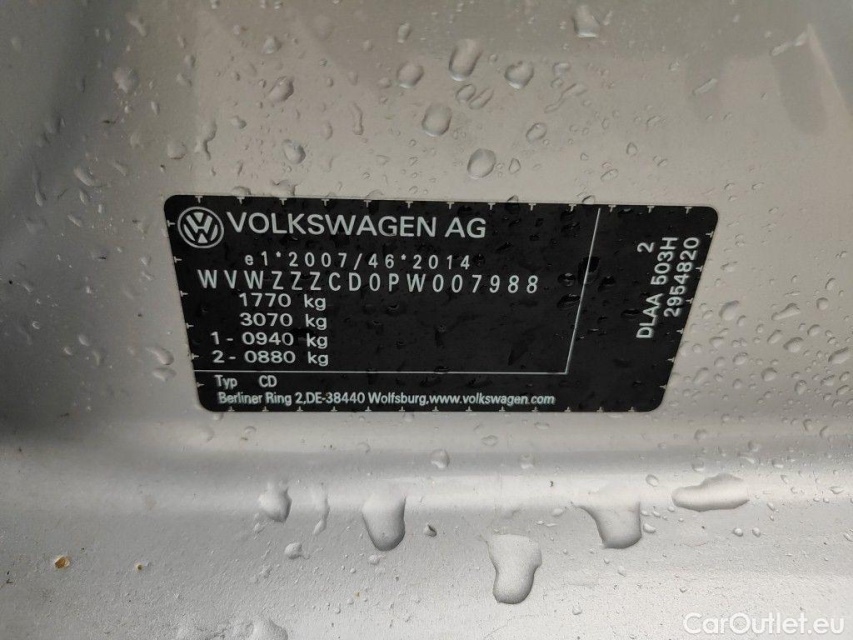 VOLKSWAGEN AG
e1*2007/46*2014
WVWZZZCD0PW007988
1770 kg
3070 kg
1 - 0940 kg
2 - 0880 kg
Typ CD
Berliner Ring 2,DE-38440 Wolfsburg,www.volkswagen.com
2
DLAA 503H
2954820
CarOutlet.eu